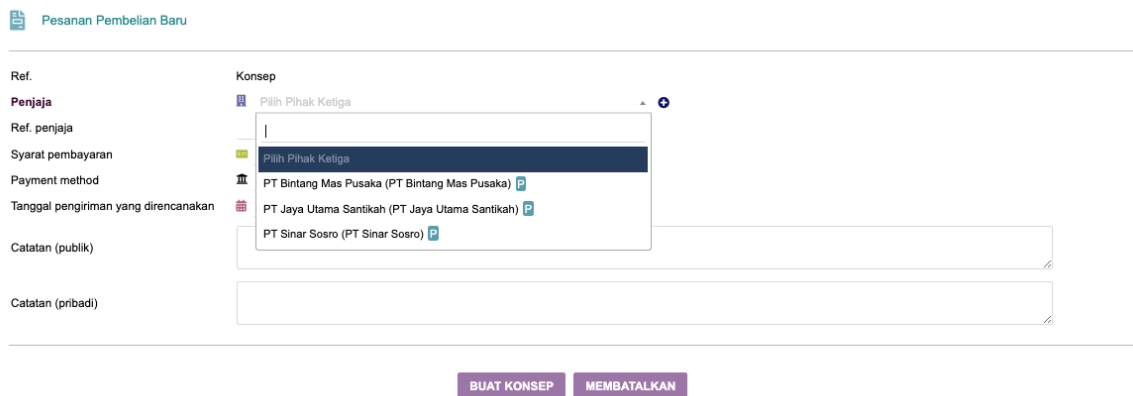 Pesanan Pembelian Baru
Ref. Konsep
Penjaja Pilih Pihak Ketiga
Ref. penjaja
Syarat pembayaran Pilih Pihak Ketiga
Payment method PT Bintang Mas Pusaka (PT Bintang Mas Pusaka) P
Tanggal pengiriman yang direncanakan PT Jaya Utama Santikah (PT Jaya Utama Santikah) P
PT Sinar Sosro (PT Sinar Sosro) P
Catatan (publik)
Catatan (pribadi)
BUAT KONSEP MEMBATALKAN